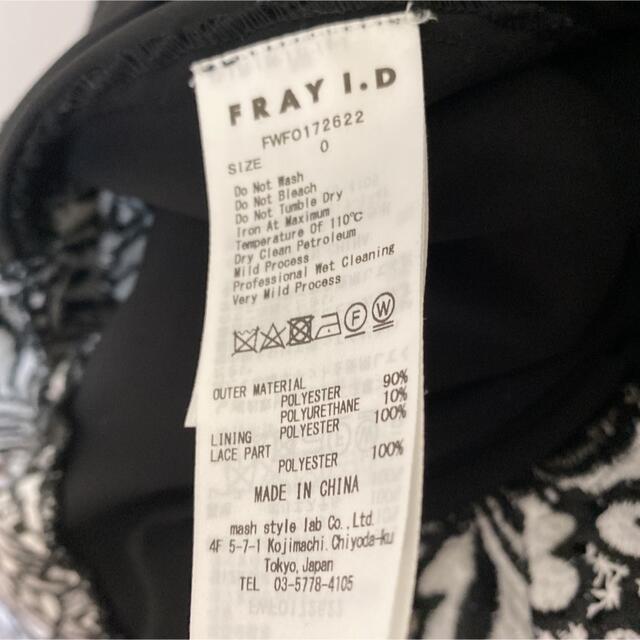 FRAY I.D
FWF0172622
SIZE 0
Do Not Wash
Do Not Bleach
Do Not Tumble Dry
Iron At Maximum
Temperature Of 110℃
Dry Clean Petroleum
Mild Process
Professional Wet Cleaning
Very Mild Process
F W
OUTER MATERIAL
POLYESTER 90%
POLYURETHANE 10%
LINING POLYESTER 100%
LACE PART
POLYESTER 100%
MADE IN CHINA
mash style lab Co., Ltd.
4F 5-7-1 Kojimachi. Chiyoda-ku
Tokyo, Japan
TEL 03-5778-4105